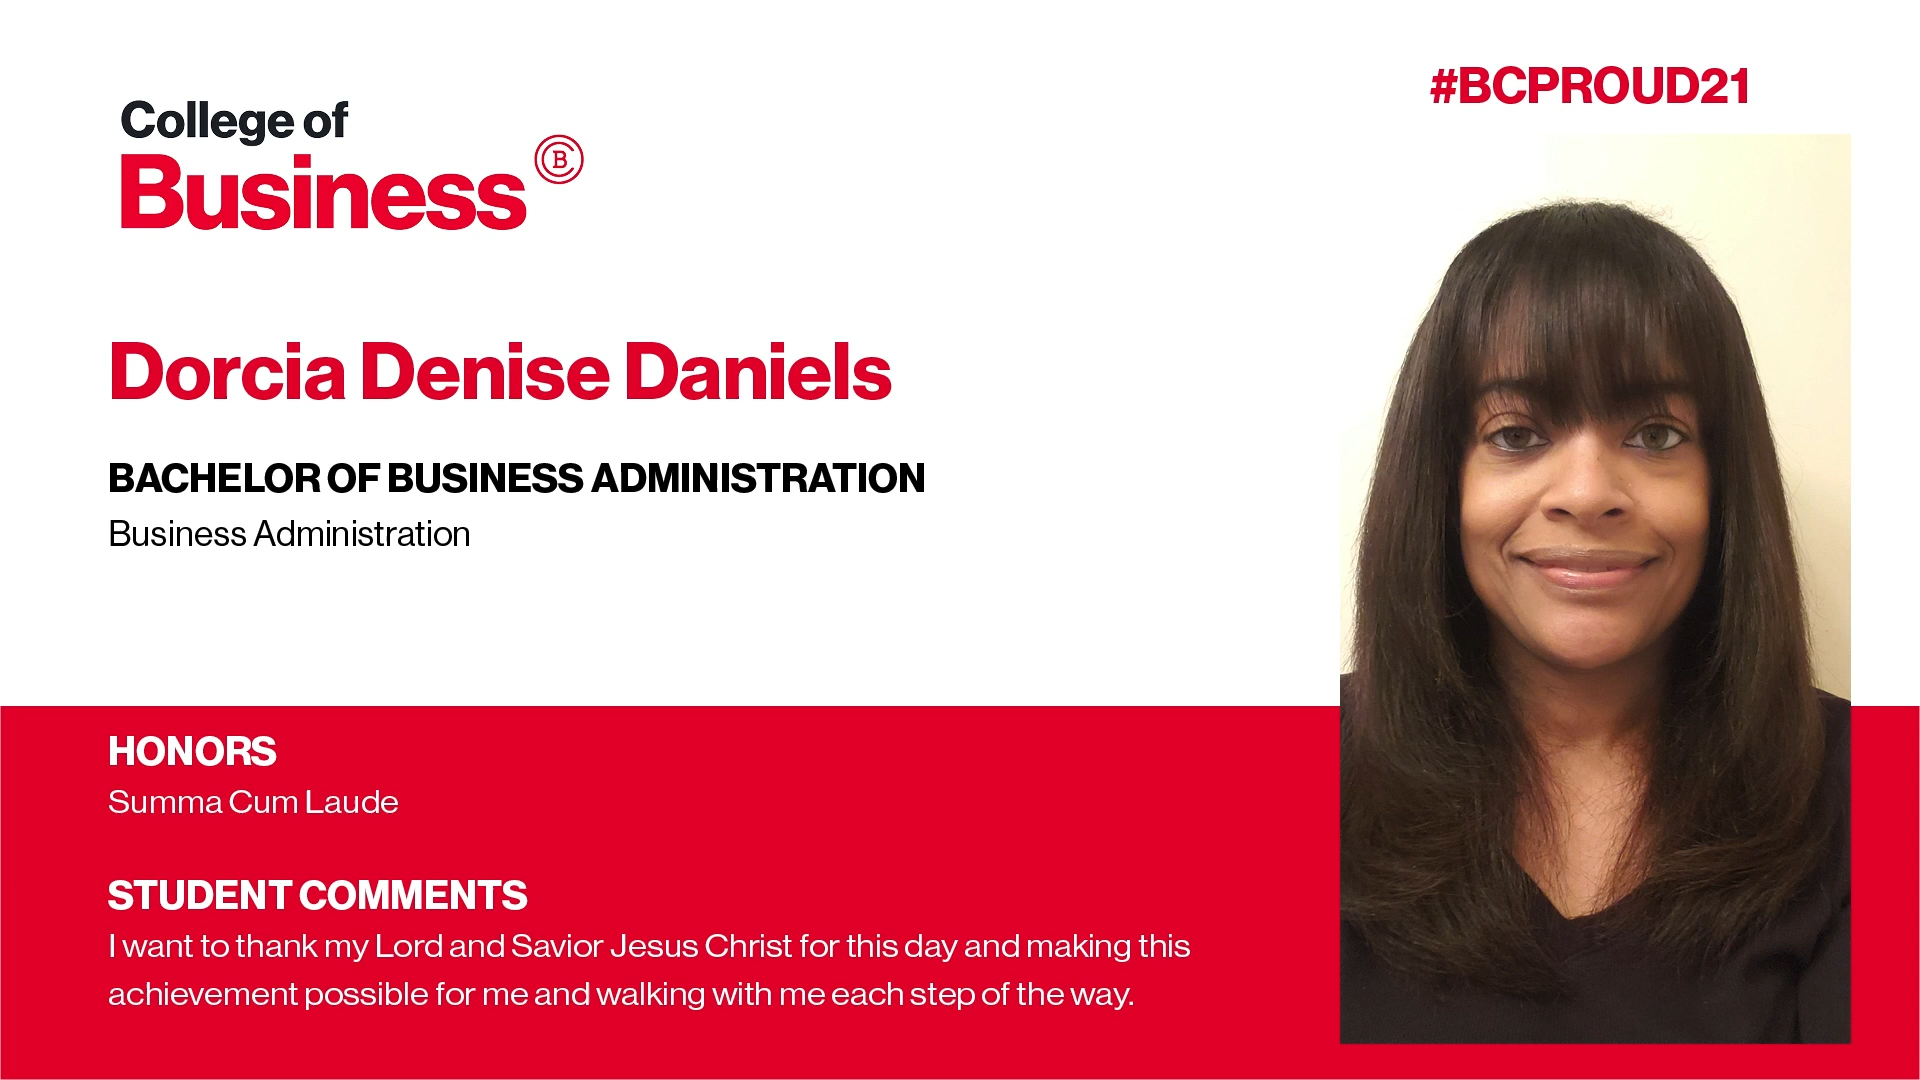 #BCPROUD21
College of
Business
CB
Dorcia Denise Daniels
BACHELOR OF BUSINESS ADMINISTRATION
Business Administration
HONORS
Summa Cum Laude
STUDENT COMMENTS
I want to thank my Lord and Savior Jesus Christ for this day and making this
achievement possible for me and walking with me each step of the way.